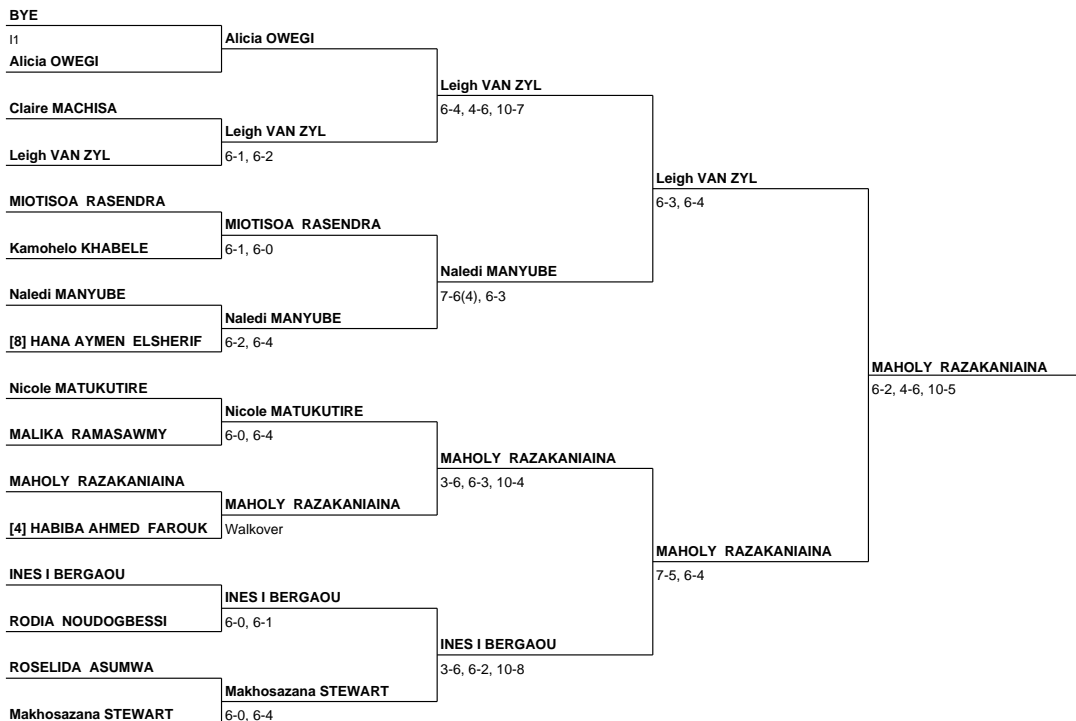 BYE
I1
Alicia OWEGI
Claire MACHISA
Leigh VAN ZYL
MIOTISOA RASENDRA
Kamohelo KHABELE
Naledi MANYUBE
[8] HANA AYMEN ELSHERIF
Nicole MATUKUTIRE
MALIKA RAMASAWMY
MAHOLY RAZAKANIAINA
[4] HABIBA AHMED FAROUK
INES I BERGAOU
RODIA NOUDOGBESSI
ROSELIDA ASUMWA
Makhosazana STEWART
Alicia OWEGI
Leigh VAN ZYL
6-1, 6-2
MIOTISOA RASENDRA
6-1, 6-0
Naledi MANYUBE
6-2, 6-4
Nicole MATUKUTIRE
6-0, 6-4
MAHOLY RAZAKANIAINA
Walkover
INES I BERGAOU
6-0, 6-1
Makhosazana STEWART
6-0, 6-4
Leigh VAN ZYL
6-4, 4-6, 10-7
Naledi MANYUBE
7-6(4), 6-3
MAHOLY RAZAKANIAINA
3-6, 6-3, 10-4
INES I BERGAOU
3-6, 6-2, 10-8
Leigh VAN ZYL
6-3, 6-4
MAHOLY RAZAKANIAINA
7-5, 6-4
MAHOLY RAZAKANIAINA
6-2, 4-6, 10-5